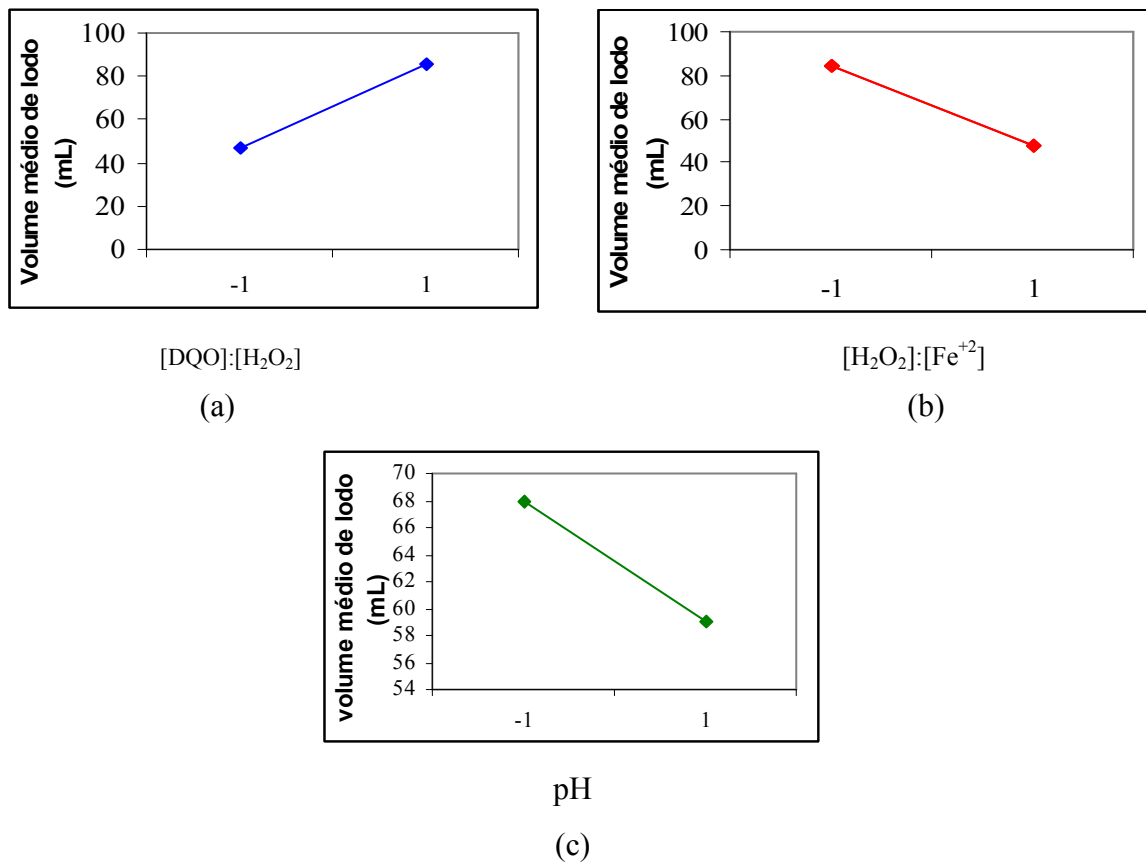 Volume médio de lodo
(mL)
100
80
60
40
20
0
-1 1
[DQO]:[H₂O₂]
(a)
Volume médio de lodo
(mL)
100
80
60
40
20
0
-1 1
[H₂O₂]:[Fe⁺²]
(b)
volume médio de lodo
(mL)
70
68
66
64
62
60
58
56
54
-1 1
pH
(c)